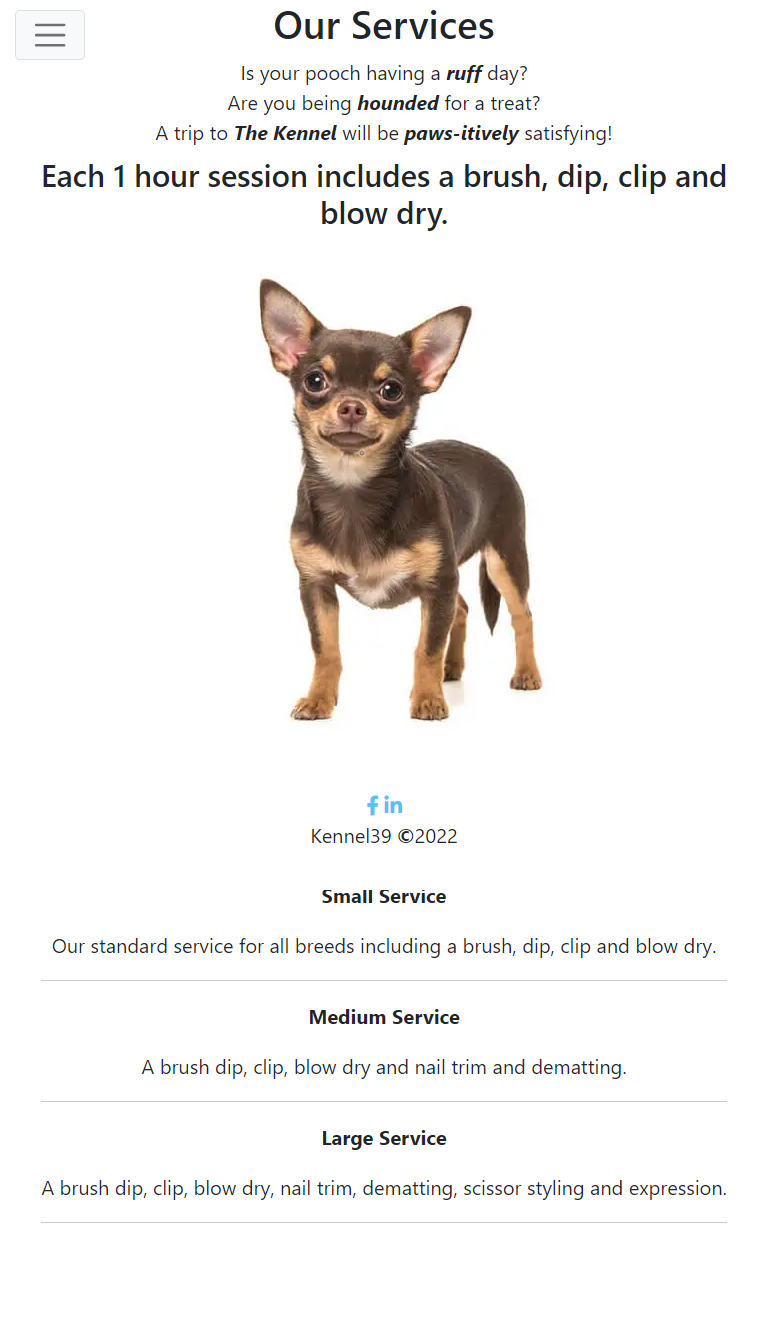 Our Services
Is your pooch having a ruff day?
Are you being hounded for a treat?
A trip to The Kennel will be paws-itively satisfying!
Each 1 hour session includes a brush, dip, clip and
blow dry.
f in
Kennel39 ©2022
Small Service
Our standard service for all breeds including a brush, dip, clip and blow dry.
Medium Service
A brush dip, clip, blow dry and nail trim and dematting.
Large Service
A brush dip, clip, blow dry, nail trim, dematting, scissor styling and expression.